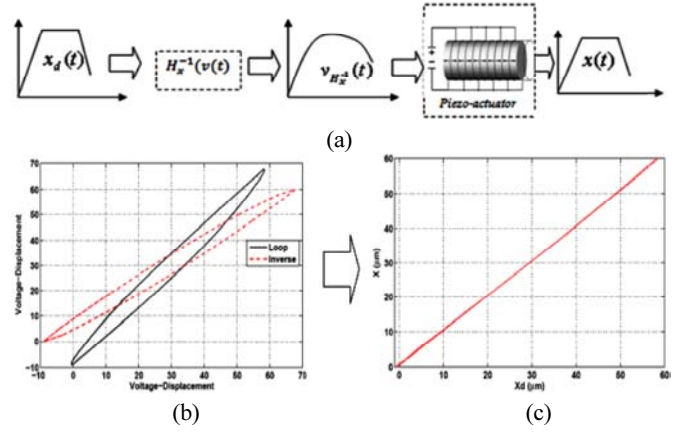 x_d(t)
H_x^{-1}(v(t)
v_{H_x^{-1}}(t)
x(t)
Piezo-actuator
(a)
70
60
50
40
30
20
10
0
-10
Voltage-Displacement
Loop
Inverse
-10 0 10 20 30 40 50 60 70
Voltage-Displacement
60
50
40
30
20
10
0
X (μm)
0 10 20 30 40 50 60
Xd (μm)
(b)
(c)